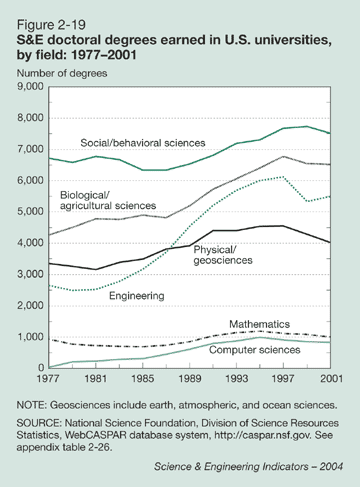 Figure 2-19
S&E doctoral degrees earned in U.S. universities,
by field: 1977–2001
Number of degrees
9,000
8,000
Social/behavioral sciences
7,000
6,000
Biological/
agricultural sciences
5,000
4,000
Physical/
geosciences
3,000
Engineering
2,000
Mathematics
1,000
Computer sciences
0
1977 1981 1985 1989 1993 1997 2001
NOTE: Geosciences include earth, atmospheric, and ocean sciences.
SOURCE: National Science Foundation, Division of Science Resources
Statistics, WebCASPAR database system, http://caspar.nsf.gov. See
appendix table 2-26.
Science & Engineering Indicators – 2004